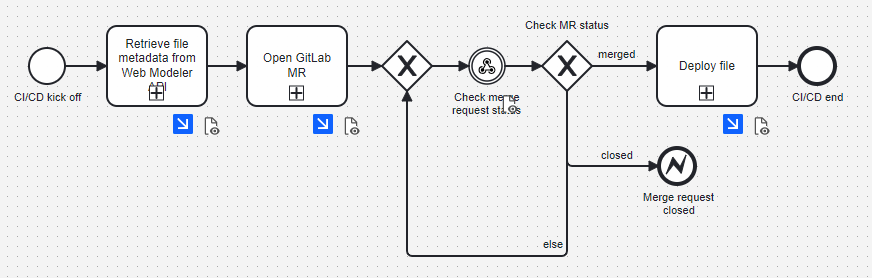 Check MR status
Retrieve file
metadata from
Web Modeler
API
Open GitLab
MR
merged
Deploy file
CI/CD kick off
Check merge
request status
CI/CD end
closed
Merge request
closed
else